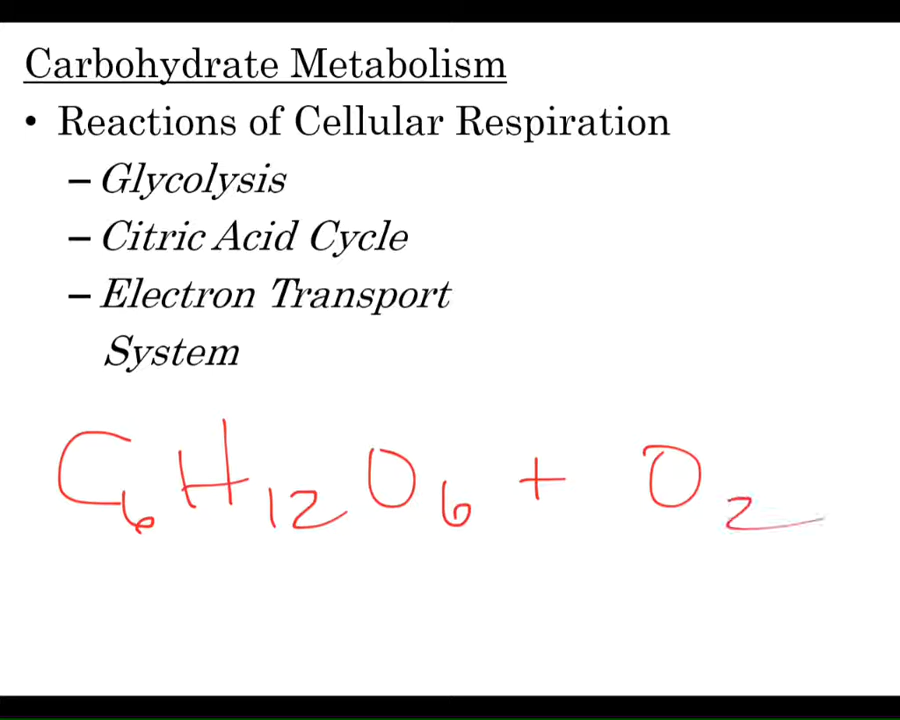 Carbohydrate Metabolism
• Reactions of Cellular Respiration
– Glycolysis
– Citric Acid Cycle
– Electron Transport
System
C₆H₁₂O₆ + O₂